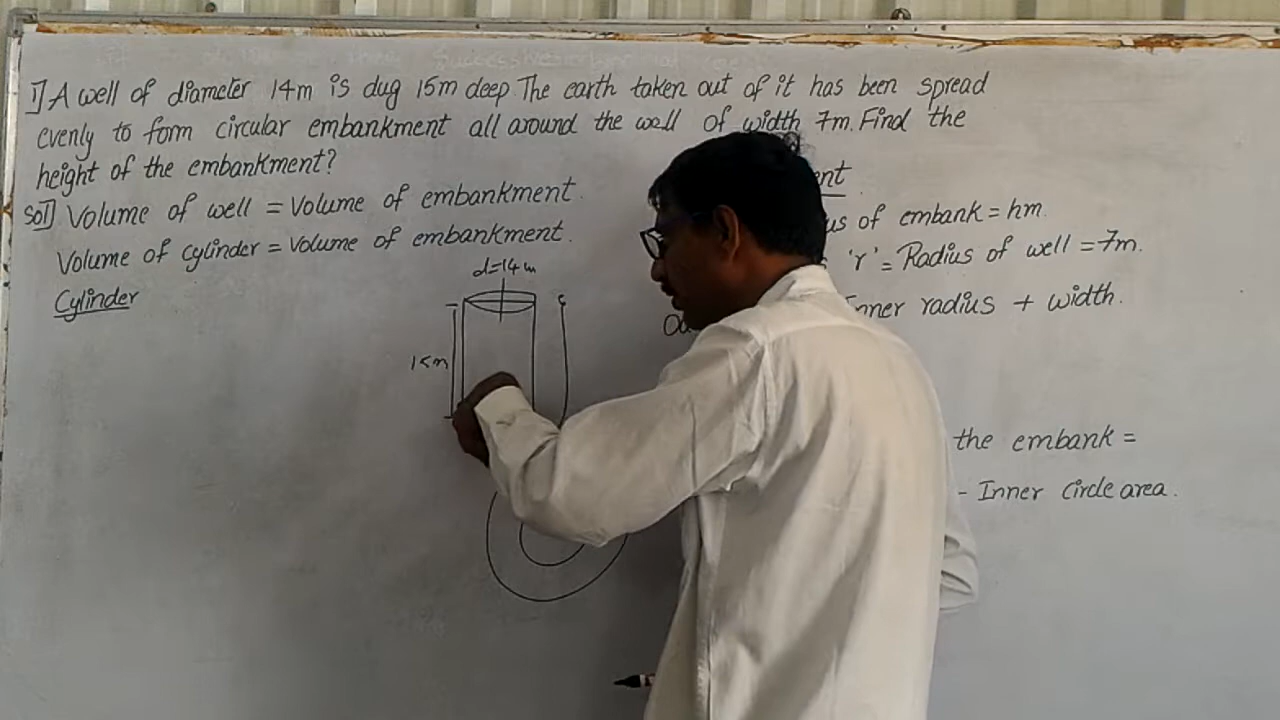 1] A well of diameter 14m is dug 15m deep. The earth taken out of it has been spread
evenly to form circular embankment all around the wall of width 7m. Find the
height of the embankment?
Sol] Volume of well = Volume of embankment.
Volume of cylinder = Volume of embankment.
Cylinder
d=14m
15m
of embank = hm.
'r' = Radius of well = 7m.
Inner radius + width.
the embank =
- Inner circle area.